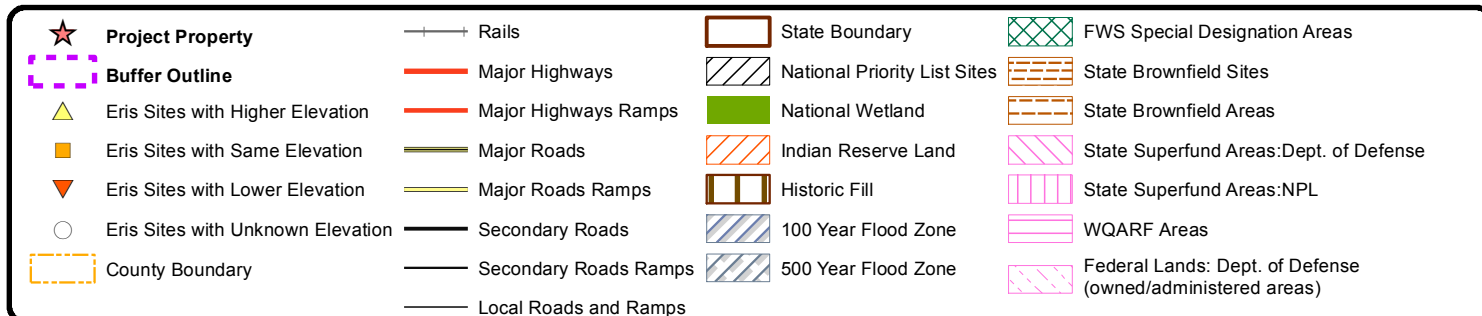 Project Property
Buffer Outline
Eris Sites with Higher Elevation
Eris Sites with Same Elevation
Eris Sites with Lower Elevation
Eris Sites with Unknown Elevation
County Boundary
Rails
Major Highways
Major Highways Ramps
Major Roads
Major Roads Ramps
Secondary Roads
Secondary Roads Ramps
Local Roads and Ramps
State Boundary
National Priority List Sites
National Wetland
Indian Reserve Land
Historic Fill
100 Year Flood Zone
500 Year Flood Zone
FWS Special Designation Areas
State Brownfield Sites
State Brownfield Areas
State Superfund Areas:Dept. of Defense
State Superfund Areas:NPL
WQARF Areas
Federal Lands: Dept. of Defense
(owned/administered areas)